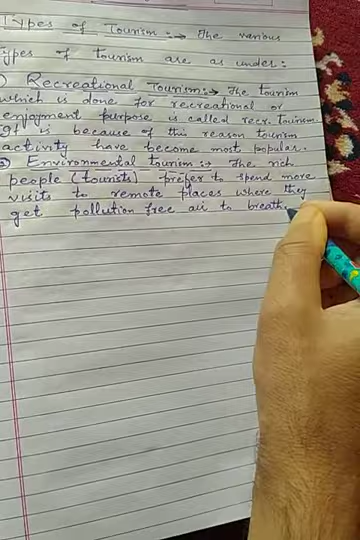 Types of Tourism:→ The various
types of tourism are as under:
1) Recreational Tourism:→ The tourism
which is done for recreational or
enjoyment purpose is called recr. tourism.
It is because of this reason tourism
activity have become most popular.
2) Environmental tourism:→ The rich
people (tourists) prefer to spend more
visits to remote places where they
get pollution free air to breath.